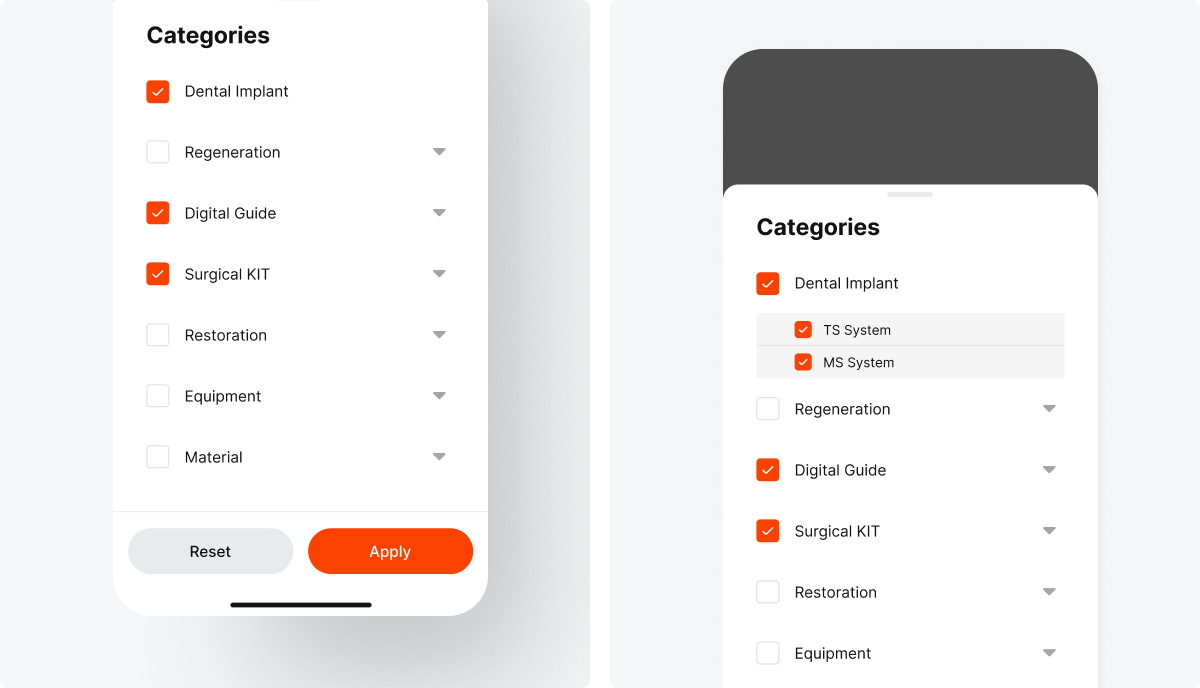 Categories
Dental Implant
Regeneration
Digital Guide
Surgical KIT
Restoration
Equipment
Material
Reset
Apply
Categories
Dental Implant
TS System
MS System
Regeneration
Digital Guide
Surgical KIT
Restoration
Equipment